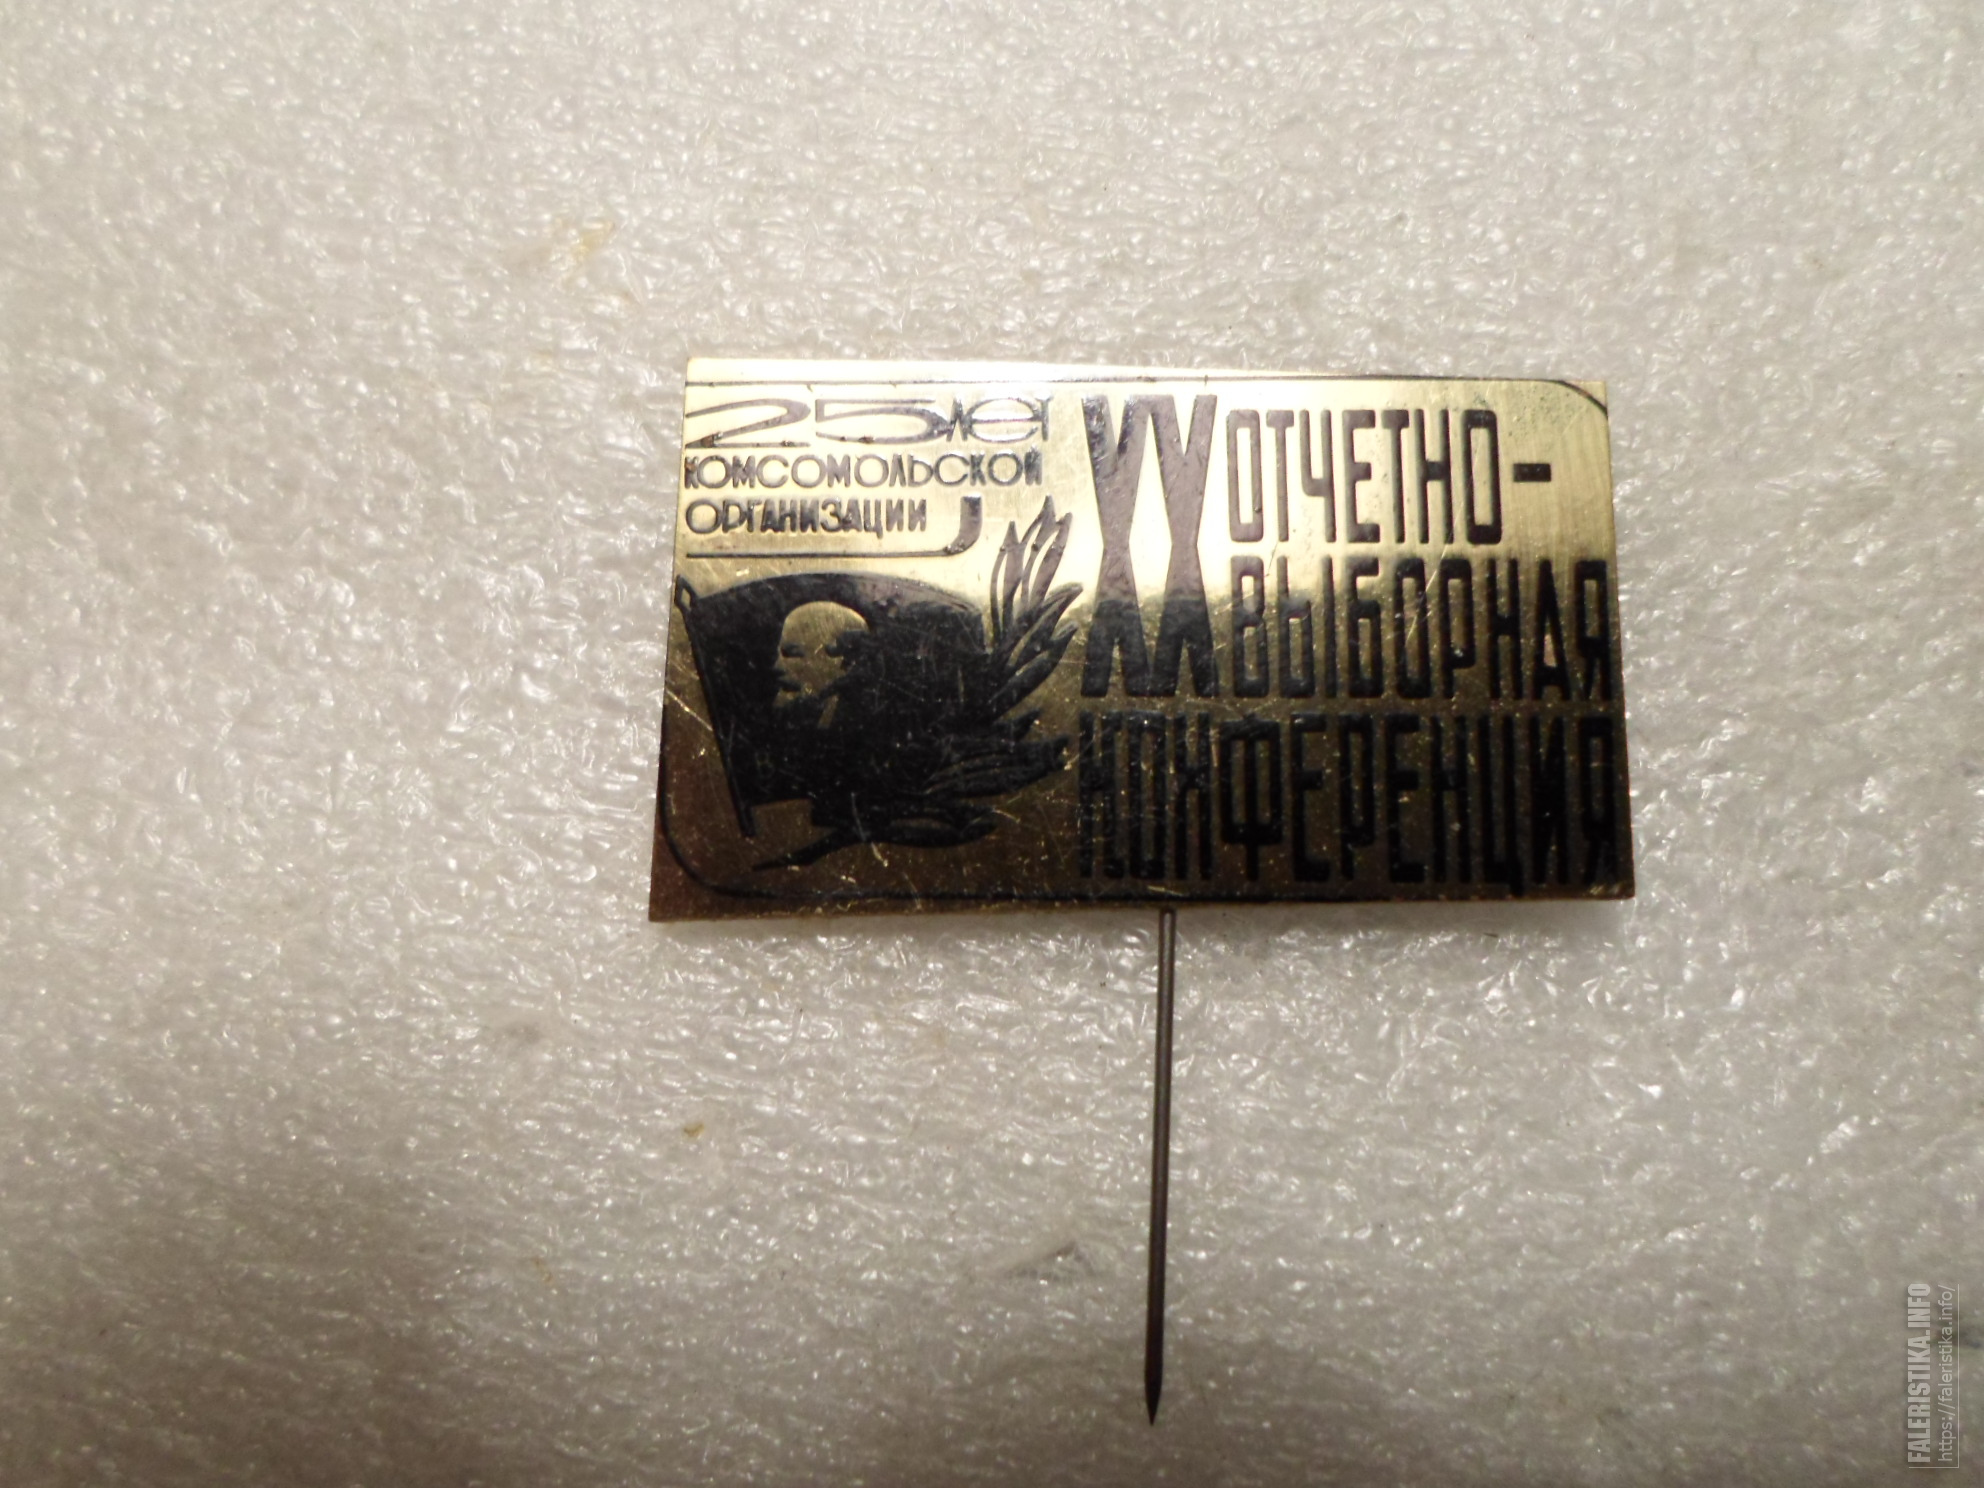 25 лет
КОМСОМОЛЬСКОЙ
ОРГАНИЗАЦИИ
XX ОТЧЕТНО-
ВЫБОРНАЯ
КОНФЕРЕНЦИЯ
FALERISTIKA.INFO
https://faleristika.info/